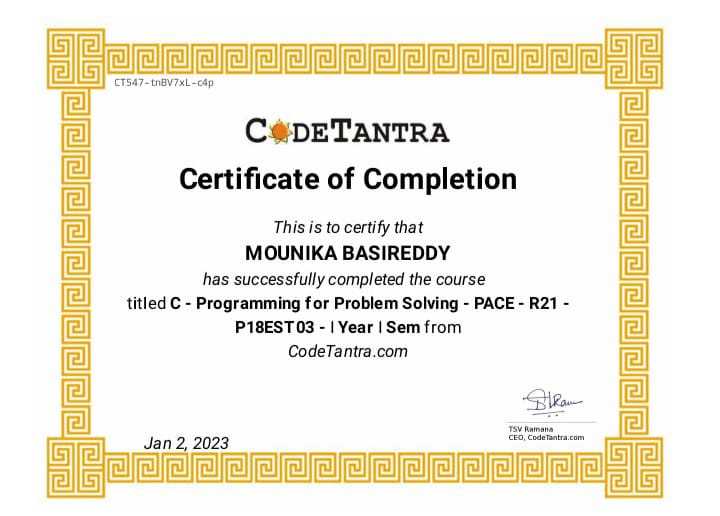 CT547-tnBV7xL-c4p
CODETANTRA
Certificate of Completion
This is to certify that
MOUNIKA BASIREDDY
has successfully completed the course
titled C - Programming for Problem Solving - PACE - R21 -
P18EST03 - I Year I Sem from
CodeTantra.com
TSV Ramana
CEO, CodeTantra.com
Jan 2, 2023